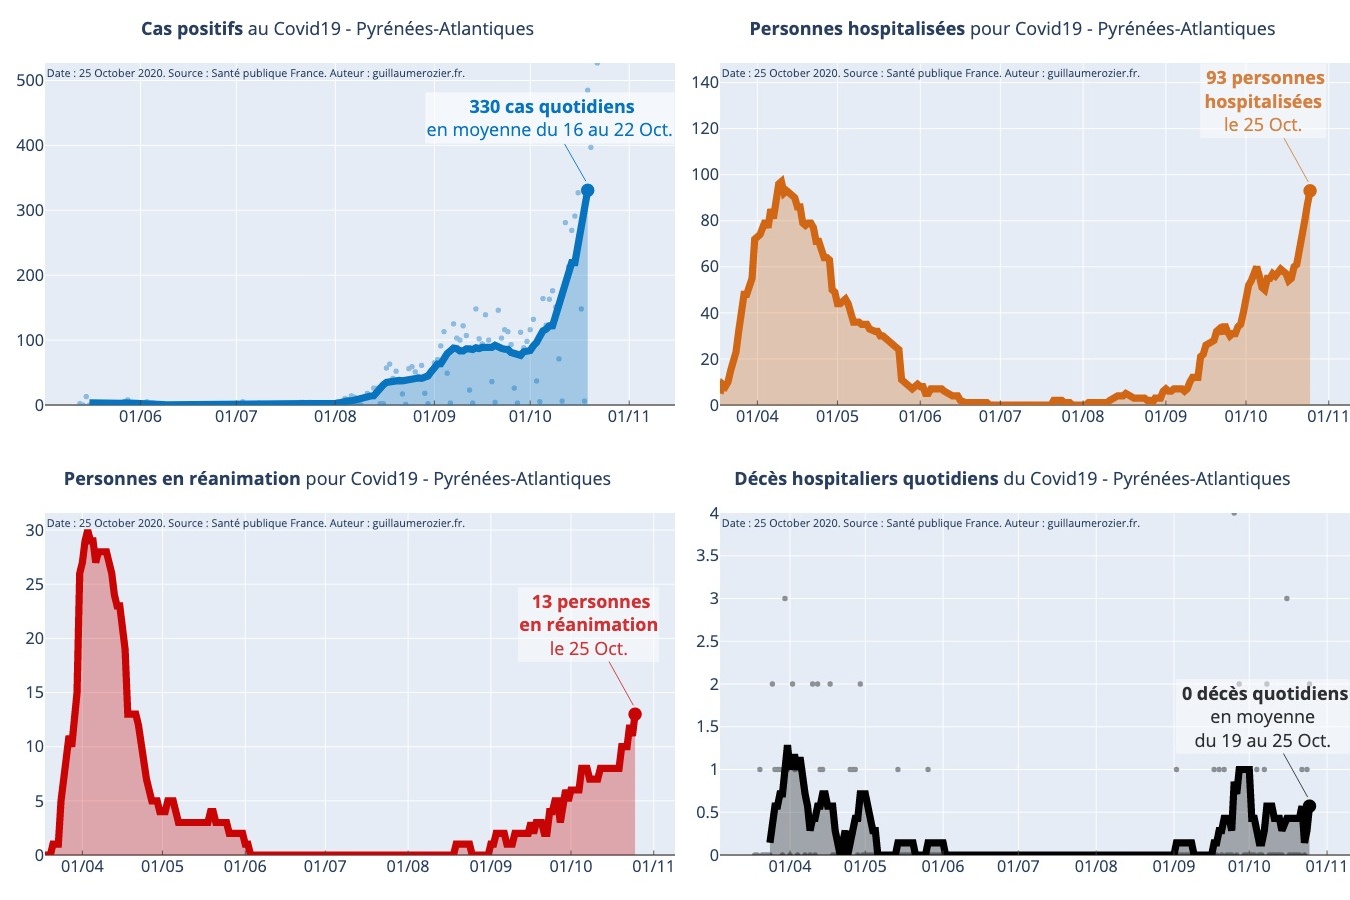 Cas positifs au Covid19 - Pyrénées-Atlantiques
Date : 25 October 2020. Source : Santé publique France. Auteur : guillaumerozier.fr.
330 cas quotidiens
en moyenne du 16 au 22 Oct.
500
400
300
200
100
0
01/06 01/07 01/08 01/09 01/10 01/11
Personnes hospitalisées pour Covid19 - Pyrénées-Atlantiques
Date : 25 October 2020. Source : Santé publique France. Auteur : guillaumerozier.fr.
93 personnes
hospitalisées
le 25 Oct.
140
120
100
80
60
40
20
0
01/04 01/05 01/06 01/07 01/08 01/09 01/10 01/11
Personnes en réanimation pour Covid19 - Pyrénées-Atlantiques
Date : 25 October 2020. Source : Santé publique France. Auteur : guillaumerozier.fr.
13 personnes
en réanimation
le 25 Oct.
30
25
20
15
10
5
0
01/04 01/05 01/06 01/07 01/08 01/09 01/10 01/11
Décès hospitaliers quotidiens du Covid19 - Pyrénées-Atlantiques
Date : 25 October 2020. Source : Santé publique France. Auteur : guillaumerozier.fr.
0 décès quotidiens
en moyenne
du 19 au 25 Oct.
4
3.5
3
2.5
2
1.5
1
0.5
0
01/04 01/05 01/06 01/07 01/08 01/09 01/10 01/11